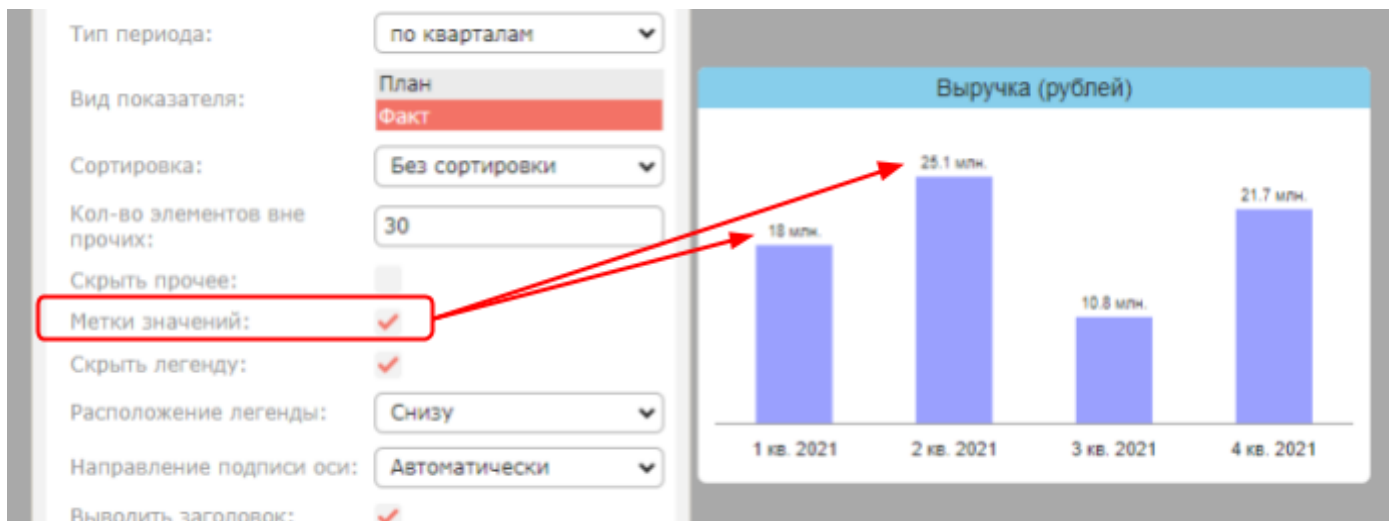 Тип периода:
по кварталам
Вид показателя:
План
Факт
Сортировка:
Без сортировки
Кол-во элементов вне
прочих:
30
Скрыть прочее:
Метки значений:
Скрыть легенду:
Расположение легенды:
Снизу
Направление подписи оси:
Автоматически
Выводить заголовок:
Выручка (рублей)
18 млн.
25.1 млн.
10.8 млн.
21.7 млн.
1 кв. 2021
2 кв. 2021
3 кв. 2021
4 кв. 2021